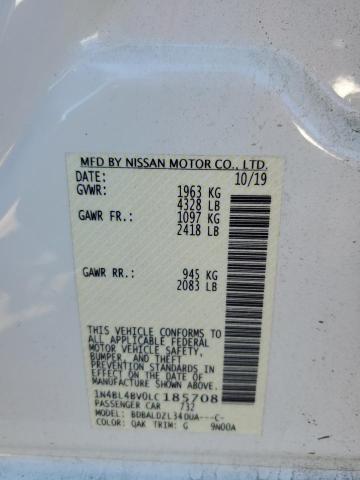 MFD BY NISSAN MOTOR CO., LTD.
DATE: 10/19
GVWR: 1963 KG
4328 LB
GAWR FR.: 1097 KG
2418 LB
GAWR RR.: 945 KG
2083 LB
THIS VEHICLE CONFORMS TO
ALL APPLICABLE FEDERAL
MOTOR VEHICLE SAFETY,
BUMPER, AND THEFT
PREVENTION STANDARDS IN
EFFECT ON THE DATE OF
MANUFACTURE SHOWN ABOVE.
1N4BL4BV0LC185708
PASSENGER CAR /32
MODEL: BDBALDZL34DUA---C-
COLOR: QAK TRIM: G 9N00A